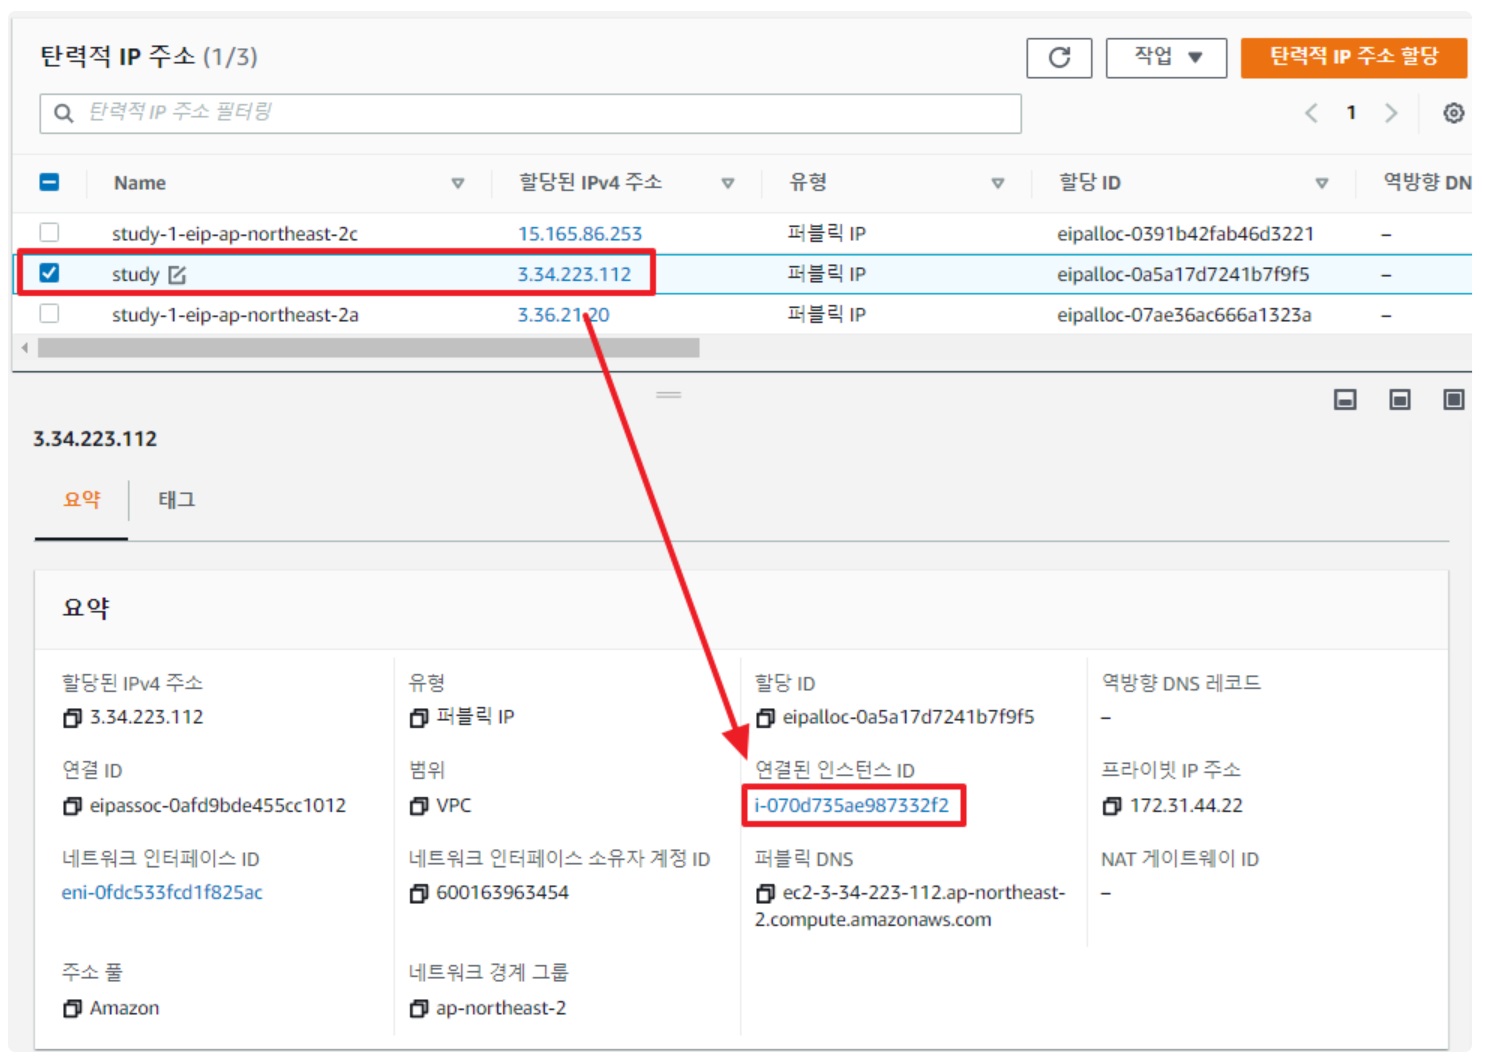 탄력적 IP 주소 (1/3)
작업
탄력적 IP 주소 할당
탄력적 IP 주소 필터링
1
Name 할당된 IPv4 주소 유형 할당 ID 역방향 DN
study-1-eip-ap-northeast-2c 15.165.86.253 퍼블릭 IP eipalloc-0391b42fab46d3221 –
study 3.34.223.112 퍼블릭 IP eipalloc-0a5a17d7241b7f9f5 –
study-1-eip-ap-northeast-2a 3.36.21.20 퍼블릭 IP eipalloc-07ae36ac666a1323a –
3.34.223.112
요약 태그
요약
할당된 IPv4 주소 유형 할당 ID 역방향 DNS 레코드
3.34.223.112 퍼블릭 IP eipalloc-0a5a17d7241b7f9f5 –
연결 ID 범위 연결된 인스턴스 ID 프라이빗 IP 주소
eipassoc-0afd9bde455cc1012 VPC i-070d735ae987332f2 172.31.44.22
네트워크 인터페이스 ID 네트워크 인터페이스 소유자 계정 ID 퍼블릭 DNS NAT 게이트웨이 ID
eni-0fdc533fcd1f825ac 600163963454 ec2-3-34-223-112.ap-northeast- –
2.compute.amazonaws.com
주소 풀 네트워크 경계 그룹
Amazon ap-northeast-2